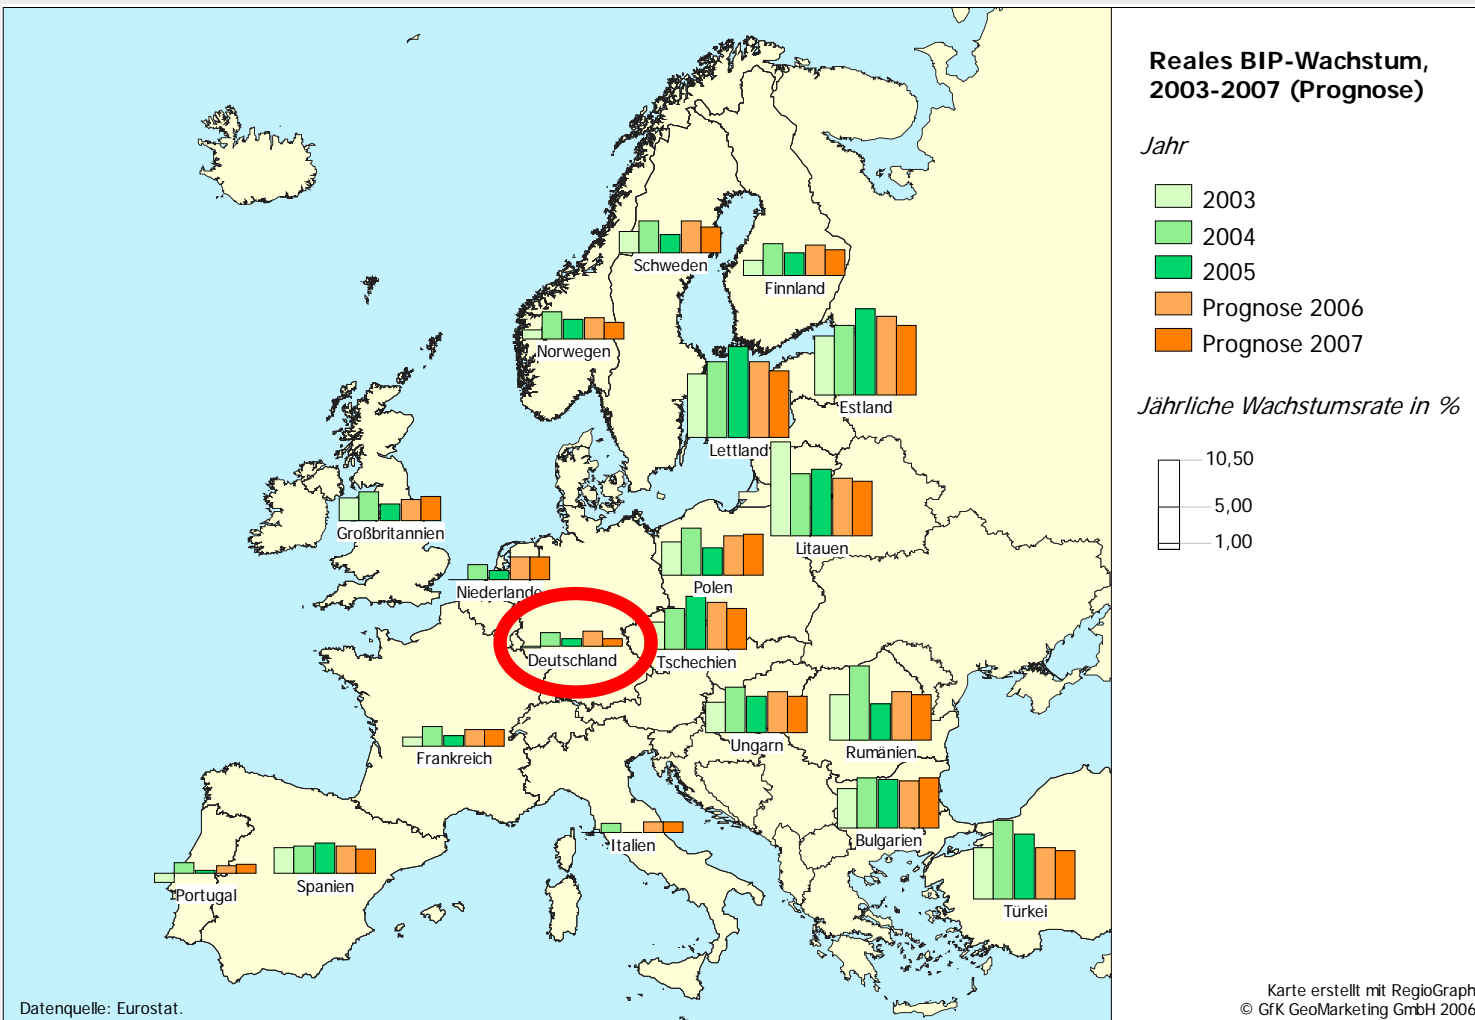 Reales BIP-Wachstum,
2003-2007 (Prognose)
Jahr
2003
2004
2005
Prognose 2006
Prognose 2007
Jährliche Wachstumsrate in %
10,50
5,00
1,00
Schweden
Finnland
Norwegen
Estland
Lettland
Großbritannien
Litauen
Niederlande
Polen
Deutschland
Tschechien
Ungarn
Rumänien
Frankreich
Italien
Bulgarien
Portugal
Spanien
Türkei
Datenquelle: Eurostat.
Karte erstellt mit RegioGraph
© GfK GeoMarketing GmbH 2006